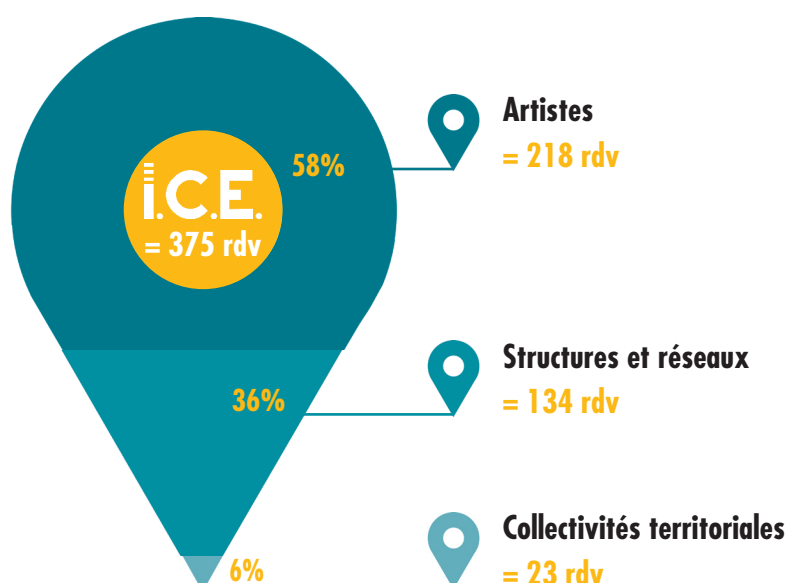 58%
Artistes
= 218 rdv
I.C.E.
= 375 rdv
36%
Structures et réseaux
= 134 rdv
6%
Collectivités territoriales
= 23 rdv